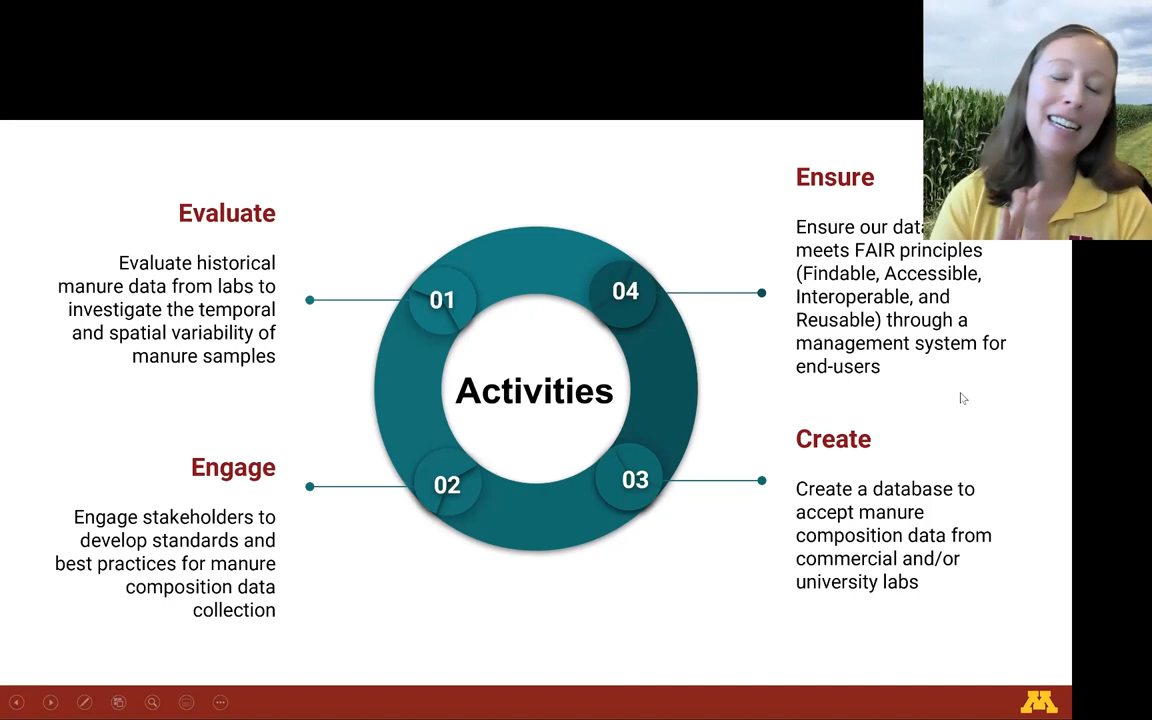 Evaluate
Evaluate historical
manure data from labs to
investigate the temporal
and spatial variability of
manure samples
Engage
Engage stakeholders to
develop standards and
best practices for manure
composition data
collection
01
02
03
04
Activities
Ensure
Ensure our
meets FAIR principles
(Findable, Accessible,
Interoperable, and
Reusable) through a
management system for
end-users
Create
Create a database to
accept manure
composition data from
commercial and/or
university labs
M